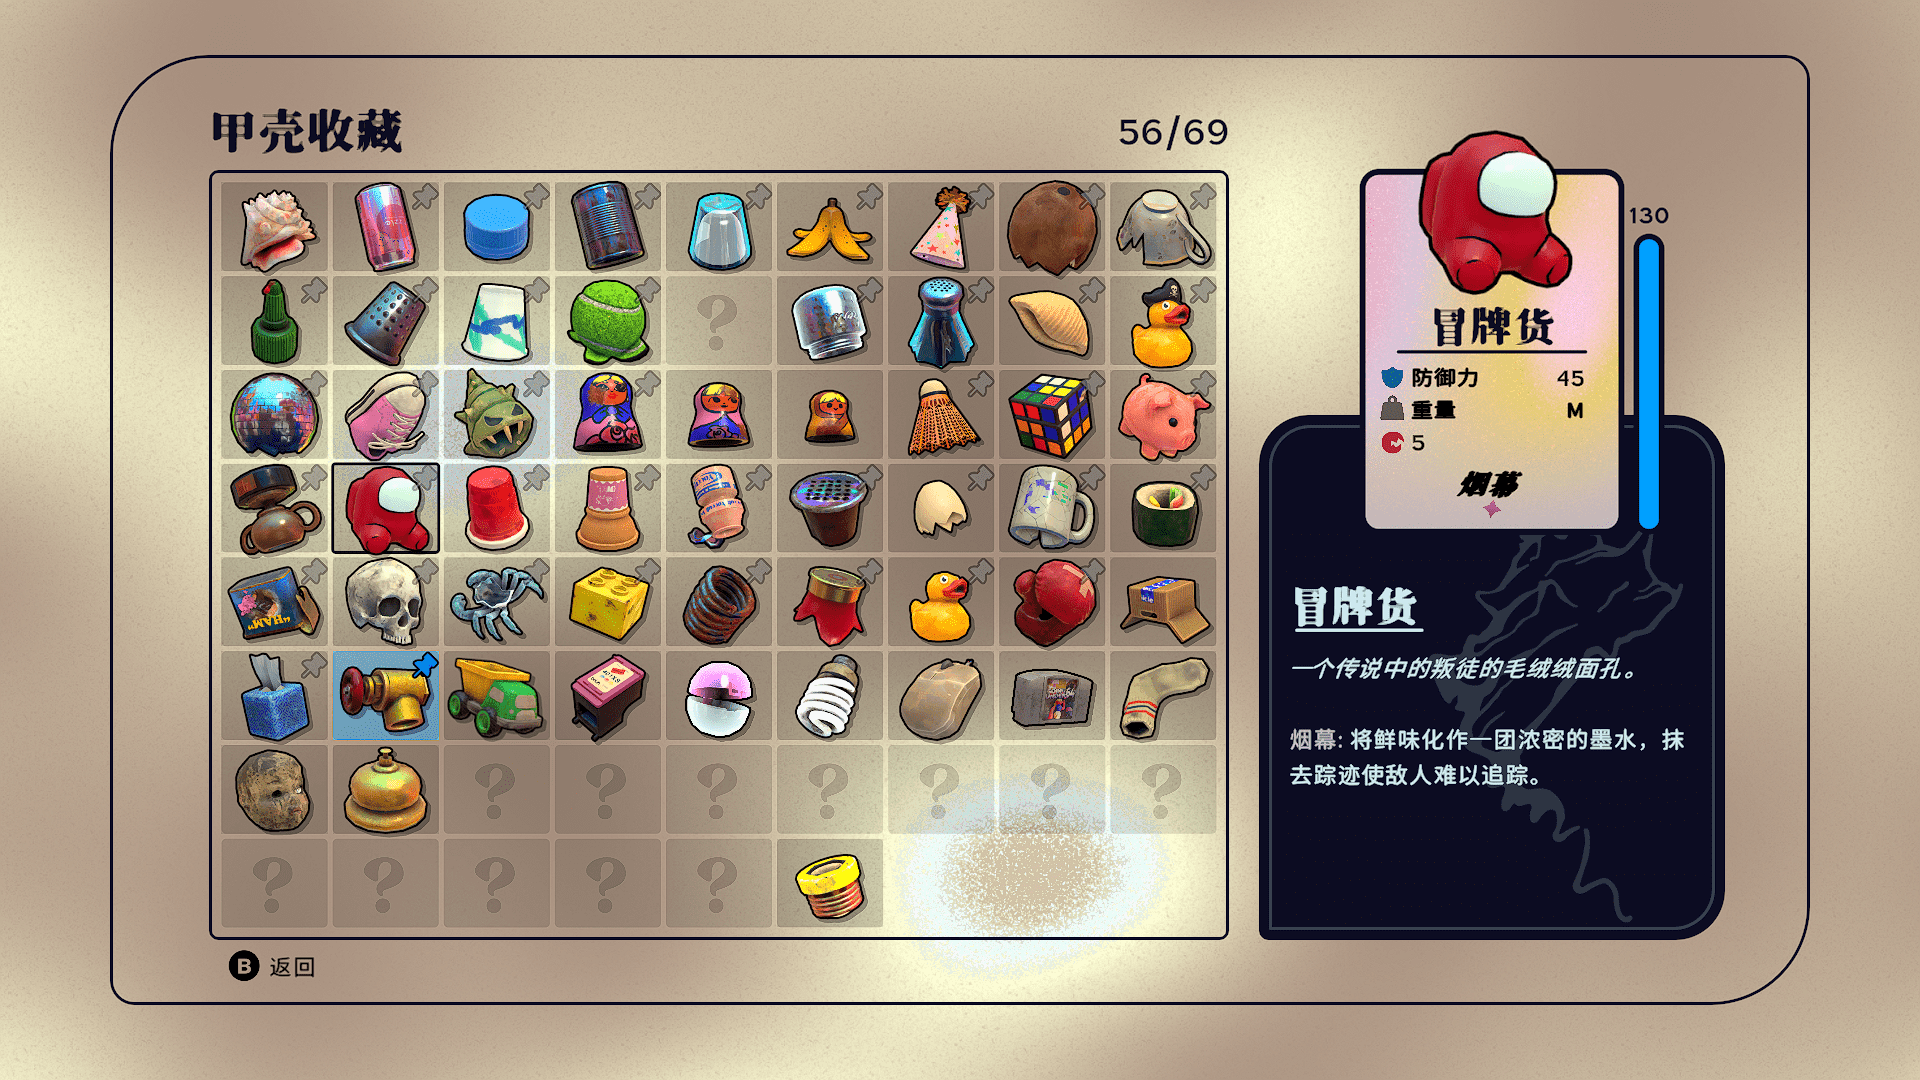 甲壳收藏
56/69
130
冒牌货
防御力 45
重量 M
5
烟幕
冒牌货
一个传说中的叛徒的毛绒绒面孔。
烟幕: 将鲜味化作一团浓密的墨水，抹
去踪迹使敌人难以追踪。
"HAM"
B 返回